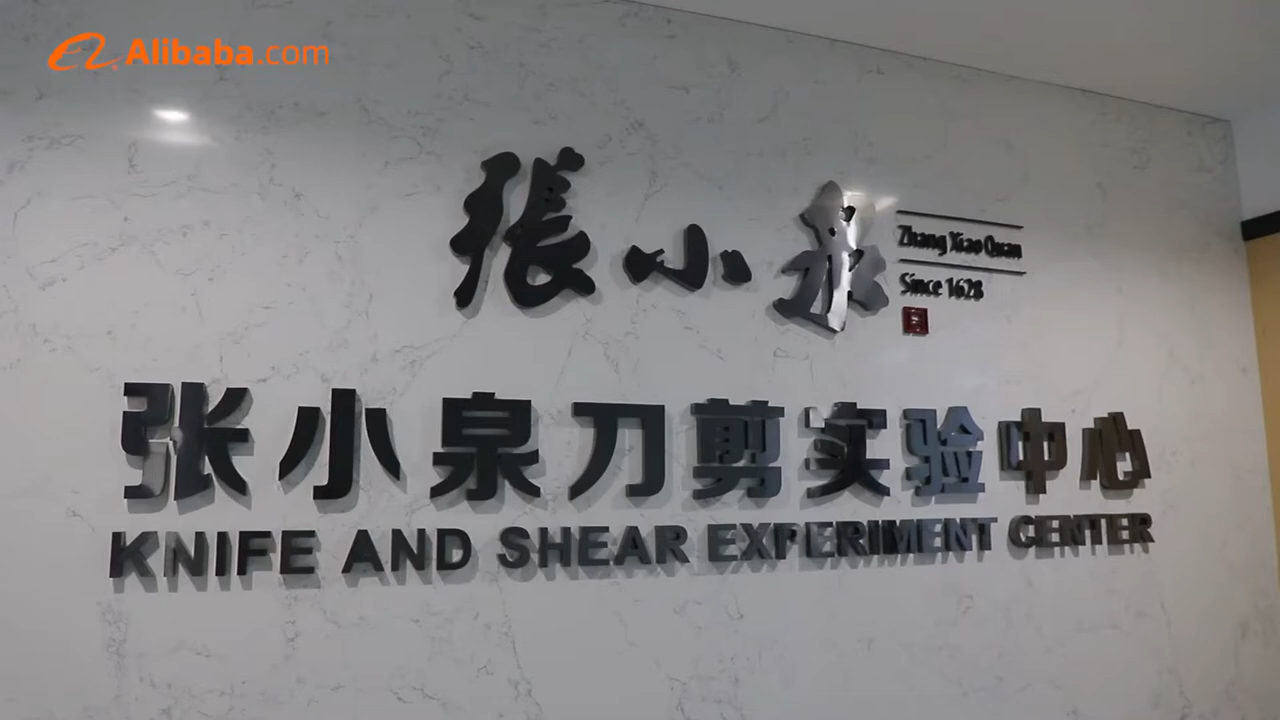 Alibaba.com
張小泉
Zhang Xiao Quan
Since 1628
张小泉刀剪实验中心
KNIFE AND SHEAR EXPERIMENT CENTER